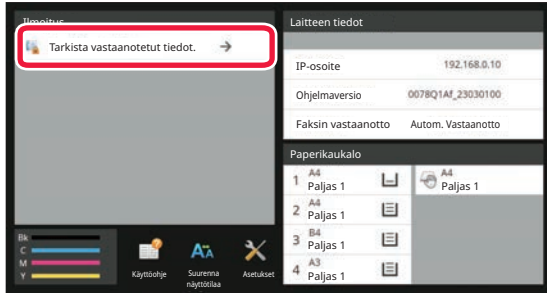 Ilmoitus
Tarkista vastaanotetut tiedot.
Laitteen tiedot
IP-osoite 192.168.0.10
Ohjelmaversio 0078Q1Af_23030100
Faksin vastaanotto Autom. Vastaanotto
Paperikaukalo
1 A4
Paljas 1
A4
Paljas 1
2 A4
Paljas 1
3 B4
Paljas 1
4 A3
Paljas 1
Bk
C
M
Y
Käyttöohje
Suurenna
näyttötilaa
Asetukset